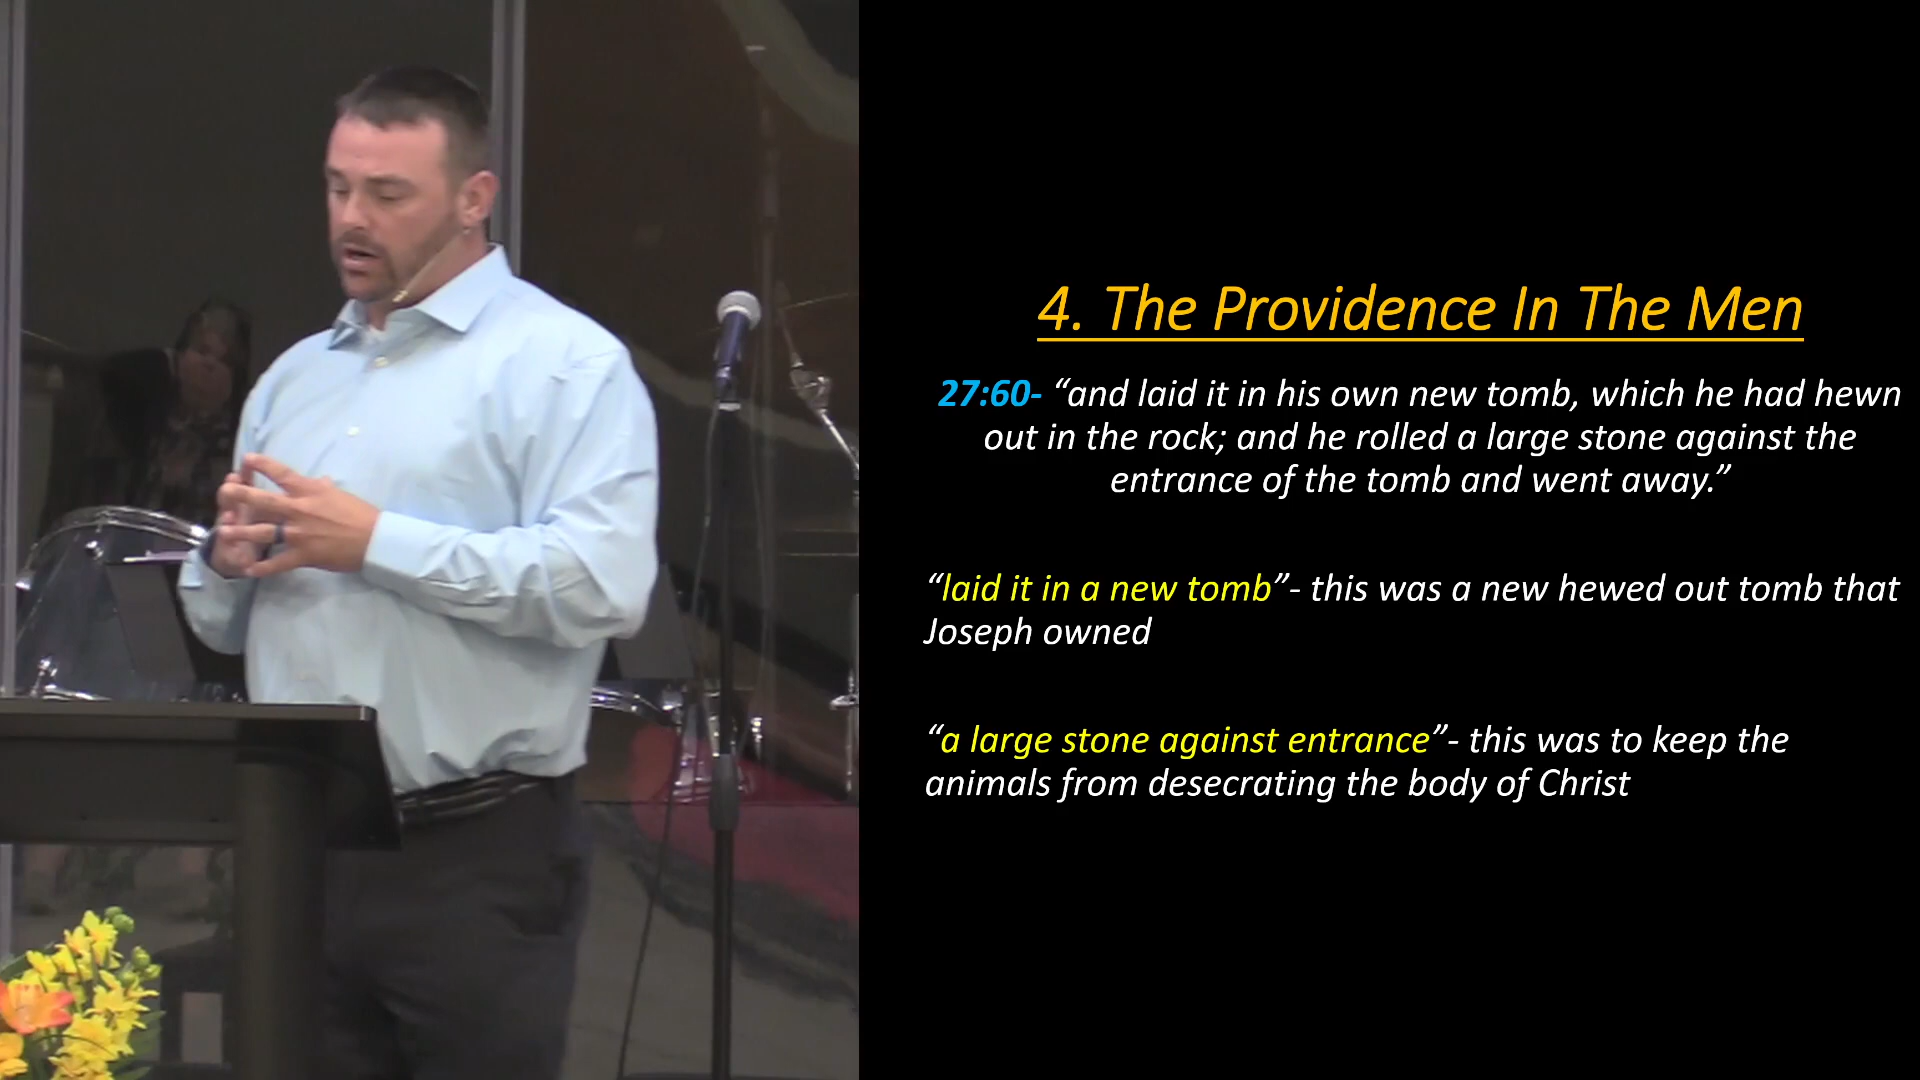 4. The Providence In The Men
27:60- “and laid it in his own new tomb, which he had hewn
out in the rock; and he rolled a large stone against the
entrance of the tomb and went away.”
“laid it in a new tomb”- this was a new hewed out tomb that
Joseph owned
“a large stone against entrance”- this was to keep the
animals from desecrating the body of Christ